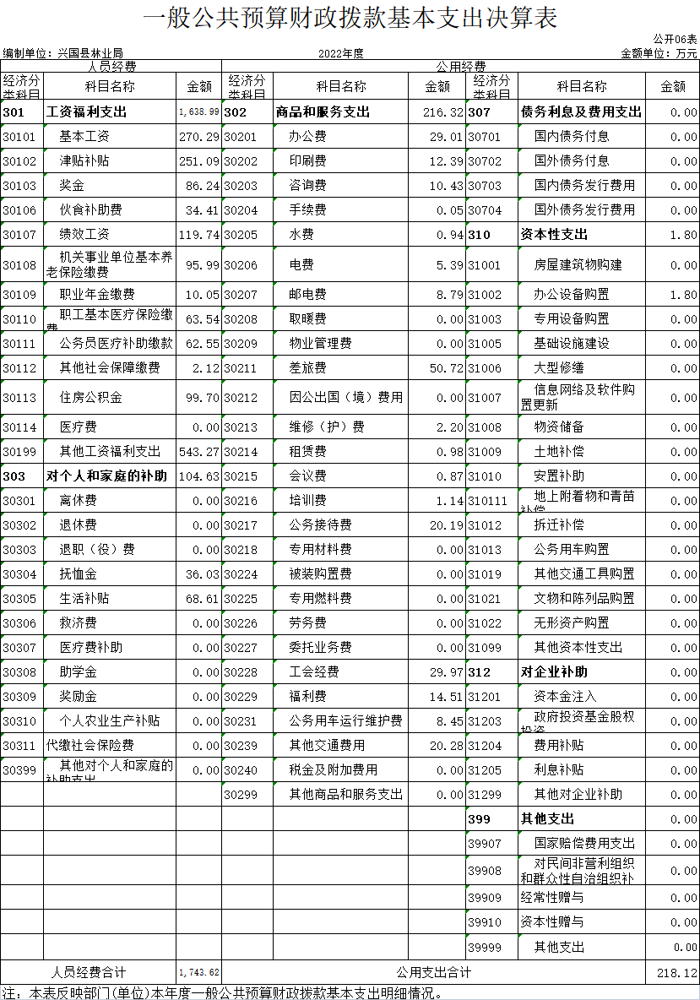 一般公共预算财政拨款基本支出决算表
公开06表
编制单位：兴国县林业局 2022年度 金额单位：万元
人员经费 公用经费
经济分类科目 科目名称 金额 经济分类科目 科目名称 金额 经济分类科目 科目名称 金额
301 工资福利支出 1,638.99 302 商品和服务支出 216.32 307 债务利息及费用支出 0.00
30101 基本工资 270.29 30201 办公费 29.01 30701 国内债务付息 0.00
30102 津贴补贴 251.09 30202 印刷费 12.39 30702 国外债务付息 0.00
30103 奖金 86.24 30203 咨询费 10.43 30703 国内债务发行费用 0.00
30106 伙食补助费 34.41 30204 手续费 0.05 30704 国外债务发行费用 0.00
30107 绩效工资 119.74 30205 水费 0.94 310 资本性支出 1.80
30108 机关事业单位基本养老保险缴费 95.99 30206 电费 5.39 31001 房屋建筑物购建 0.00
30109 职业年金缴费 10.05 30207 邮电费 8.79 31002 办公设备购置 1.80
30110 职工基本医疗保险缴费 63.54 30208 取暖费 0.00 31003 专用设备购置 0.00
30111 公务员医疗补助缴款 62.55 30209 物业管理费 0.00 31005 基础设施建设 0.00
30112 其他社会保障缴费 2.12 30211 差旅费 50.72 31006 大型修缮 0.00
30113 住房公积金 99.70 30212 因公出国（境）费用 0.00 31007 信息网络及软件购置更新 0.00
30114 医疗费 0.00 30213 维修（护）费 2.20 31008 物资储备 0.00
30199 其他工资福利支出 543.27 30214 租赁费 0.98 31009 土地补偿 0.00
303 对个人和家庭的补助 104.63 30215 会议费 0.87 31010 安置补助 0.00
30301 离休费 0.00 30216 培训费 1.14 310111 地上附着物和青苗补偿 0.00
30302 退休费 0.00 30217 公务接待费 20.19 31012 拆迁补偿 0.00
30303 退职（役）费 0.00 30218 专用材料费 0.00 31013 公务用车购置 0.00
30304 抚恤金 36.03 30224 被装购置费 0.00 31019 其他交通工具购置 0.00
30305 生活补贴 68.61 30225 专用燃料费 0.00 31021 文物和陈列品购置 0.00
30306 救济费 0.00 30226 劳务费 0.00 31022 无形资产购置 0.00
30307 医疗费补助 0.00 30227 委托业务费 0.00 31099 其他资本性支出 0.00
30308 助学金 0.00 30228 工会经费 29.97 312 对企业补助 0.00
30309 奖励金 0.00 30229 福利费 14.51 31201 资本金注入 0.00
30310 个人农业生产补贴 0.00 30231 公务用车运行维护费 8.45 31203 政府投资基金股权投资 0.00
30311 代缴社会保险费 0.00 30239 其他交通费用 20.28 31204 费用补贴 0.00
30399 其他对个人和家庭的补助支出 0.00 30240 税金及附加费用 0.00 31205 利息补贴 0.00
30299 其他商品和服务支出 0.00 31299 其他对企业补助 0.00
399 其他支出 0.00
39907 国家赔偿费用支出 0.00
39908 对民间非营利组织和群众性自治组织补 0.00
39909 经常性赠与 0.00
39910 资本性赠与 0.00
39999 其他支出 0.00
人员经费合计 1,743.62 公用支出合计 218.12
注：本表反映部门(单位)本年度一般公共预算财政拨款基本支出明细情况。